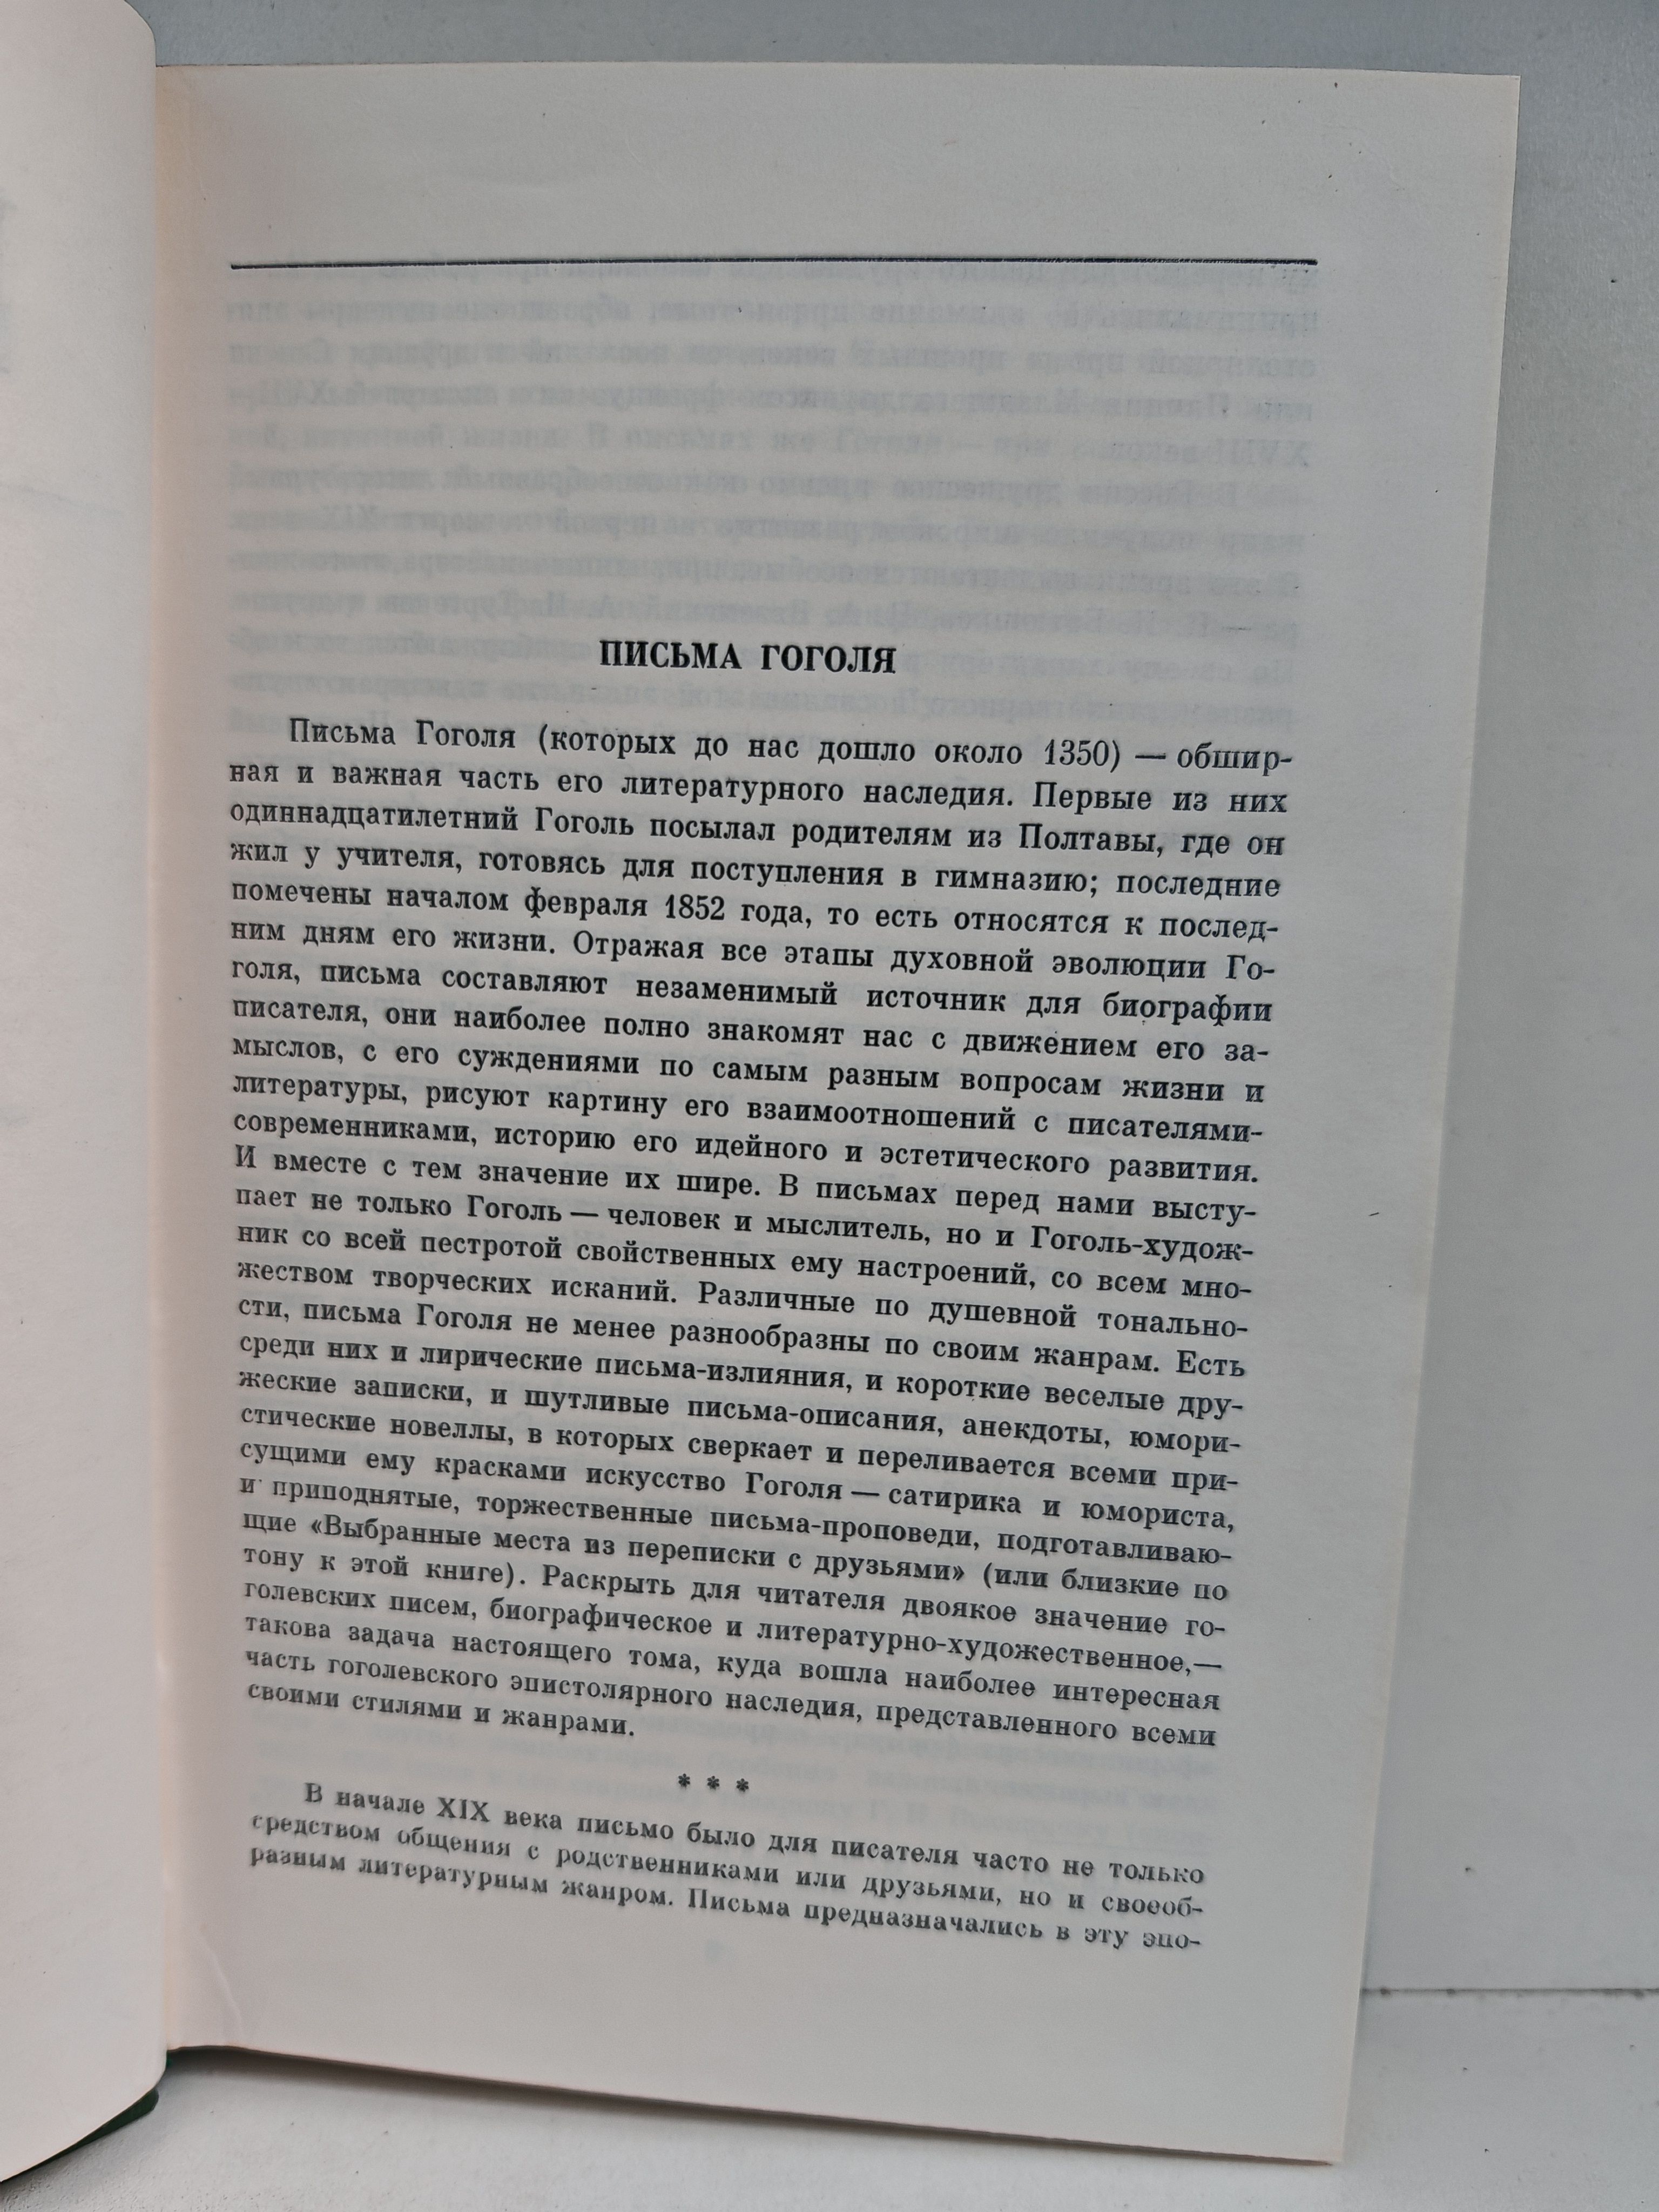 ПИСЬМА ГОГОЛЯ
Письма Гоголя (которых до нас дошло около 1350) — обшир-
ная и важная часть его литературного наследия. Первые из них
одиннадцатилетний Гоголь посылал родителям из Полтавы, где он
жил у учителя, готовясь для поступления в гимназию; последние
помечены началом февраля 1852 года, то есть относятся к послед-
ним дням его жизни. Отражая все этапы духовной эволюции Го-
голя, письма составляют незаменимый источник для биографии
писателя, они наиболее полно знакомят нас с движением его за-
мыслов, с его суждениями по самым разным вопросам жизни и
литературы, рисуют картину его взаимоотношений с писателями-
современниками, историю его идейного и эстетического развития.
И вместе с тем значение их шире. В письмах перед нами высту-
пает не только Гоголь — человек и мыслитель, но и Гоголь-худож-
ник со всей пестротой свойственных ему настроений, со всем мно-
жеством творческих исканий. Различные по душевной тонально-
сти, письма Гоголя не менее разнообразны по своим жанрам. Есть
среди них и лирические письма-излияния, и короткие веселые дру-
жеские записки, и шутливые письма-описания, анекдоты, юмори-
стические новеллы, в которых сверкает и переливается всеми при-
сущими ему красками искусство Гоголя — сатирика и юмориста,
и приподнятые, торжественные письма-проповеди, подготавливаю-
щие «Выбранные места из переписки с друзьями» (или близкие по
тону к этой книге). Раскрыть для читателя двоякое значение го-
голевских писем, биографическое и литературно-художественное,—
такова задача настоящего тома, куда вошла наиболее интересная
часть гоголевского эпистолярного наследия, представленного всеми
своими стилями и жанрами.
* * *
В начале XIX века письмо было для писателя часто не только
средством общения с родственниками или друзьями, но и своеоб-
разным литературным жанром. Письма предназначались в эту эпо-